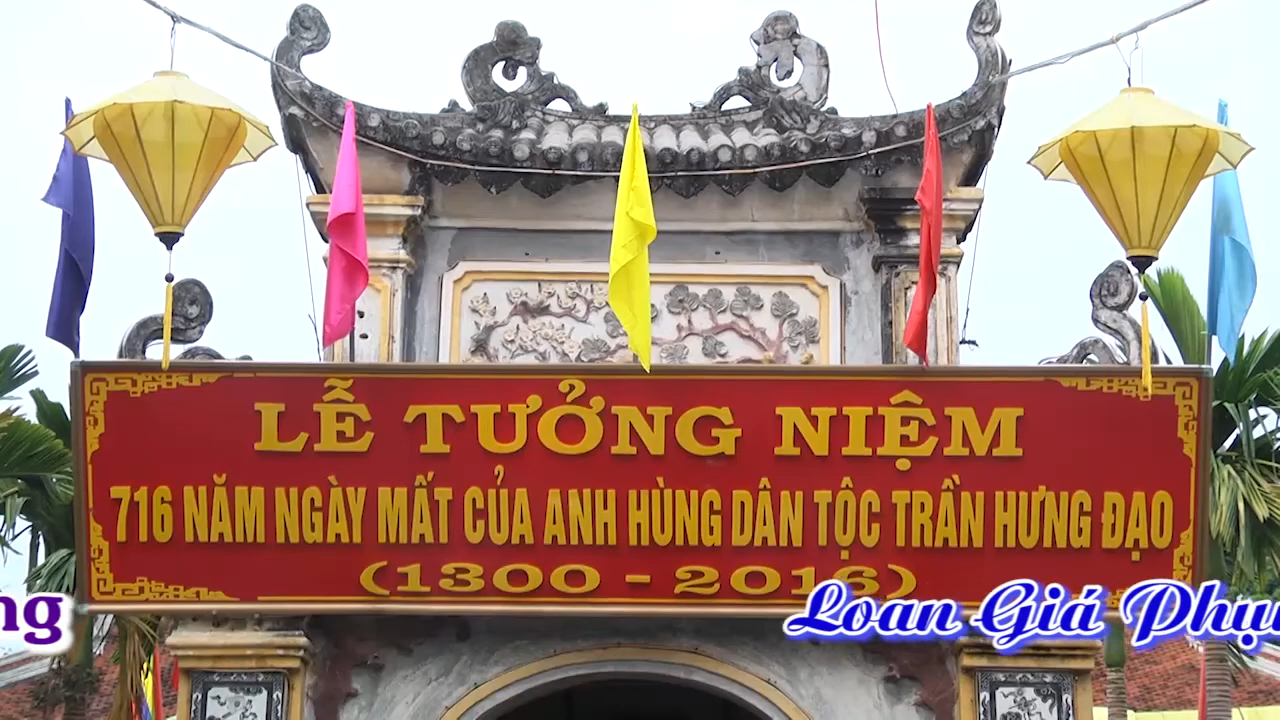 LỄ TƯỞNG NIỆM
716 NĂM NGÀY MẤT CỦA ANH HÙNG DÂN TỘC TRẦN HƯNG ĐẠO
(1300 - 2016)
Loan Giá